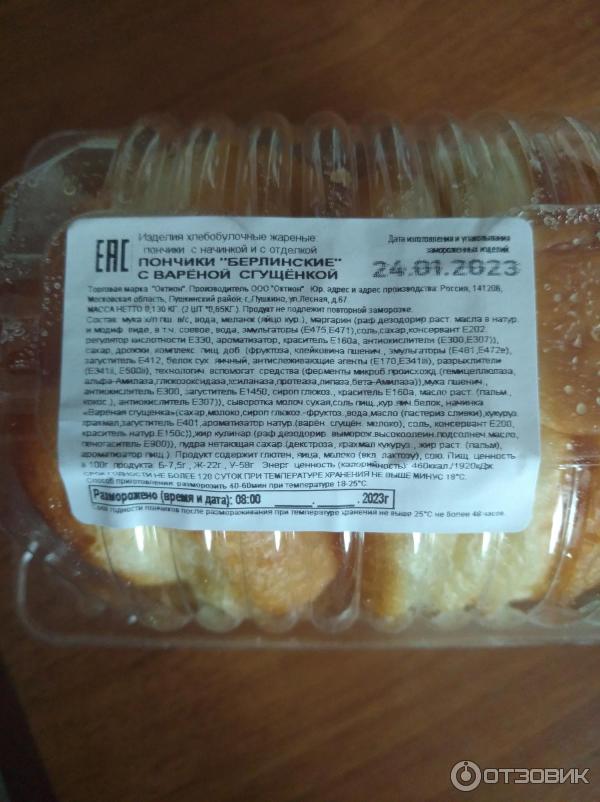 ЕАС
Изделия хлебобулочные жареные
пончики с начинкой и с отделкой
ПОНЧИКИ "БЕРЛИНСКИЕ"
С ВАРЁНОЙ СГУЩЁНКОЙ
Дата изготовления и упаковывания
замороженных изделий:
24.01.2023
Торговая марка "Октион". Производитель ООО"Октион" Юр. адрес и адрес производства: Россия, 141206,
Московская область, Пушкинский район, г.Пушкино, ул.Лесная, д.67.
МАССА НЕТТО 0,130 КГ. (2 ШТ *0,65КГ). Продукт не подлежит повторной заморозке.
Состав: мука х/п пш. в/с, вода, меланж (яйцо кур.), маргарин (раф.дезодорир.раст. масла в натур.
и модиф. виде, в т.ч. соевое, вода, эмульгаторы (Е475,Е471),соль,сахар,консервант Е202,
регулятор кислотности Е330, ароматизатор, краситель Е160а, антиокислители (Е300,Е307)),
сахар, дрожжи, комплекс. пищ. доб. (фруктоза, клейковина пшенич., эмульгаторы (Е481,Е472е),
загуститель Е412, белок сух. яичный, антислеживающие агенты (Е170,Е341iii), разрыхлители
(Е341ii, Е500ii), технологич. вспомогат. средства (ферменты микроб.происхожд.(гемицеллюлаза,
альфа-Амилаза,глюкозооксидаза,ксиланаза,протеаза,липаза,бета-Амилаза)),мука пшенич.,
антиокислитель Е300, загуститель Е1450, сироп глюкоз., краситель Е160а, масло раст. (пальм.,
кокос.), антиокислитель Е307)), сыворотка молоч.сухая,соль пищ.,кур.яич.белок, начинка
«Вареная сгущенка»(сахар,молоко,сироп глюкоз.-фруктоз.,вода,масло (пастериз.сливки),кукуруз.
крахмал,загуститель Е401,ароматизатор натур.(варён. сгущён. молоко), соль, консервант Е200,
краситель натур.Е150с)),жир кулинар.(раф.дезодорир. выморож.высокоолеин.подсолнеч.масло,
пеногаситель Е900)), пудра нетающая сахар.(декстроза, крахмал кукуруз., жир раст. (пальм),
ароматизатор пищ.). Продукт содержит глютен, яйца, молоко (вкл. лактозу), сою. Пищ. ценность
в 100г. продукта: Б-7,5г, Ж-22г, У-58г. Энерг. ценность (калорийность): 460ккал/1920кДж.
СРОК ГОДНОСТИ НЕ БОЛЕЕ 120 СУТОК ПРИ ТЕМПЕРАТУРЕ ХРАНЕНИЯ НЕ ВЫШЕ МИНУС 18°С.
Способ приготовления: разморозить 40-60мин при температуре 18-25°С.
Разморожено (время и дата): 08:00 ______.______.2023г
Срок годности пончиков после размораживания при температуре хранения не выше 25°С не более 48 часов.
ОТЗОВИК